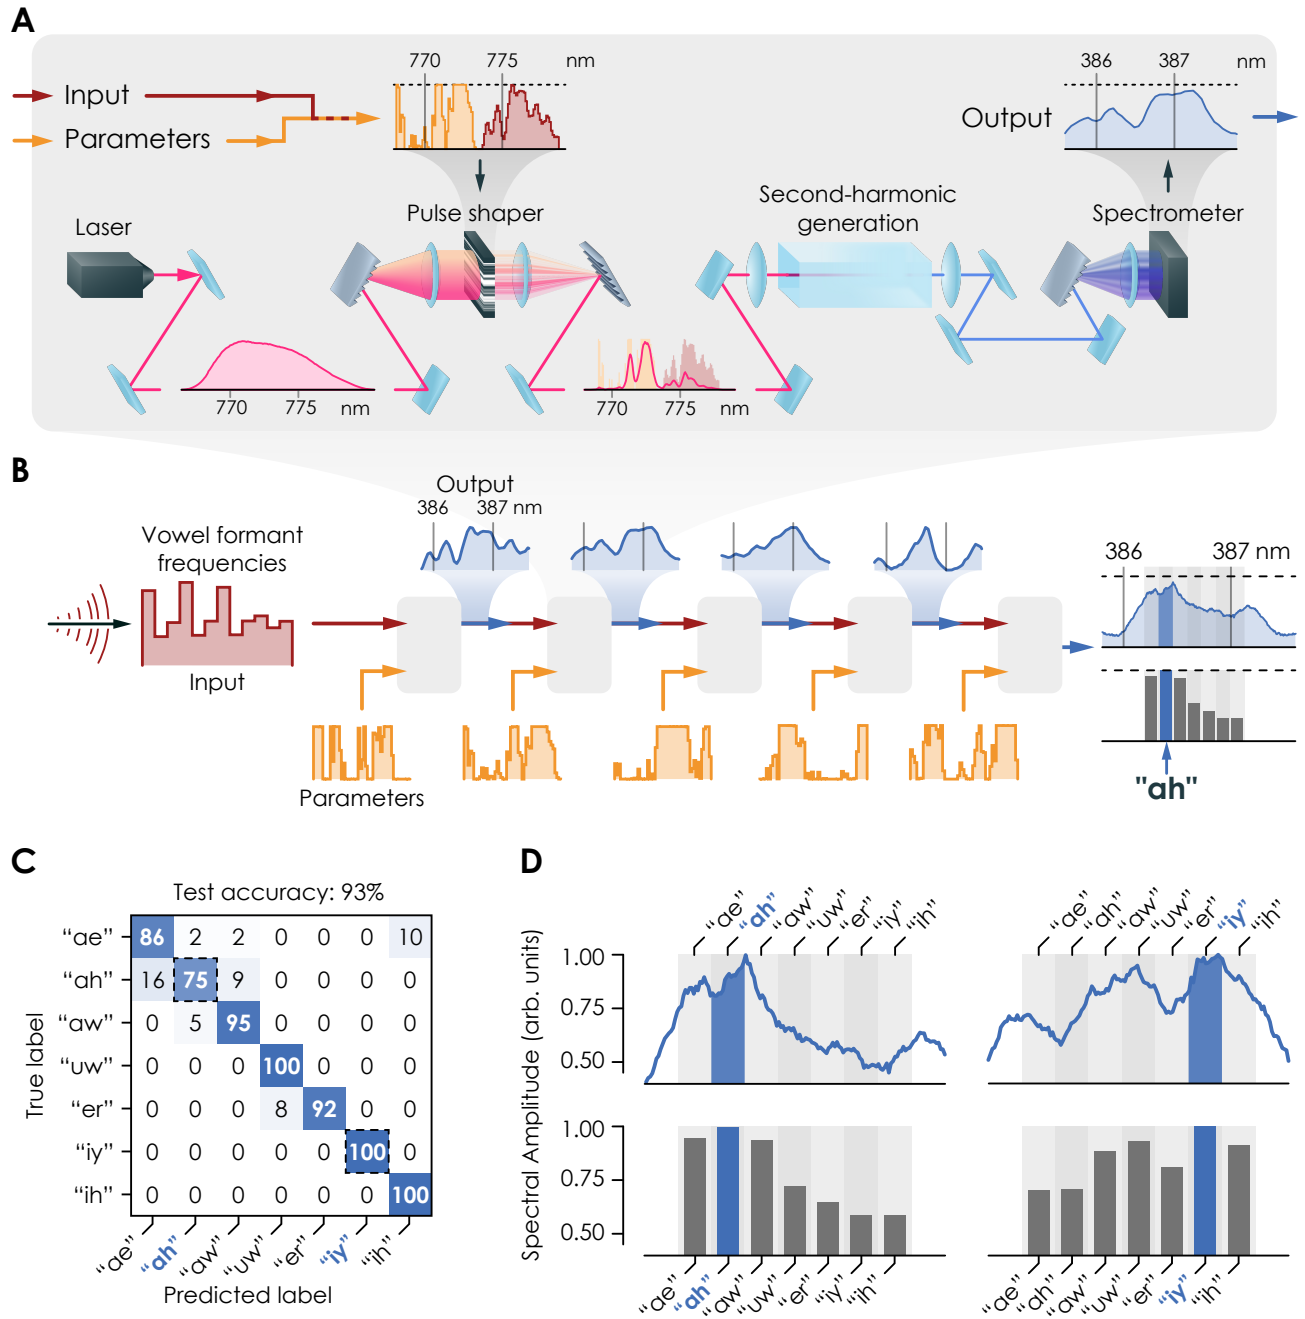 A
Input
Parameters
770 775 nm
386 387 nm
Output
Laser
Pulse shaper
Second-harmonic
generation
Spectrometer
770 775 nm
770 775 nm
B
Vowel formant
frequencies
Input
Output
386 387 nm
Parameters
386 387 nm
"ah"
C
Test accuracy: 93%
True label
“ae” 86 2 2 0 0 0 10
“ah” 16 75 9 0 0 0 0
“aw” 0 5 95 0 0 0 0
“uw” 0 0 0 100 0 0 0
“er” 0 0 0 8 92 0 0
“iy” 0 0 0 0 0 100 0
“ih” 0 0 0 0 0 0 100
“ae” “ah” “aw” “uw” “er” “iy” “ih”
Predicted label
D
Spectral Amplitude (arb. units)
“ae” “ah” “aw” “uw” “er” “iy” “ih”
1.00
0.75
0.50
“ae” “ah” “aw” “uw” “er” “iy” “ih”
1.00
0.75
0.50
“ae” “ah” “aw” “uw” “er” “iy” “ih”
“ae” “ah” “aw” “uw” “er” “iy” “ih”